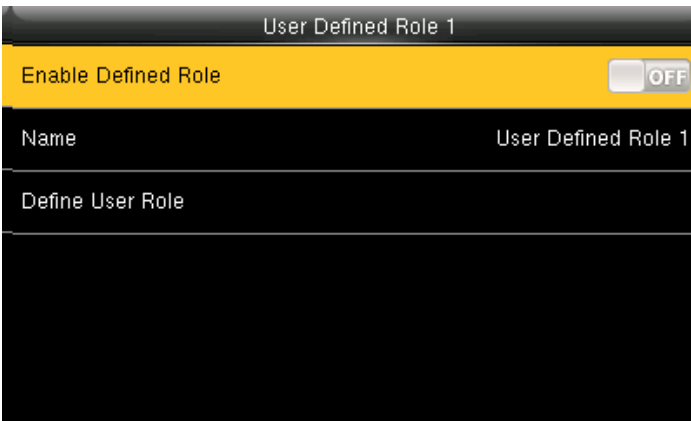 User Defined Role 1
Enable Defined Role OFF
Name User Defined Role 1
Define User Role